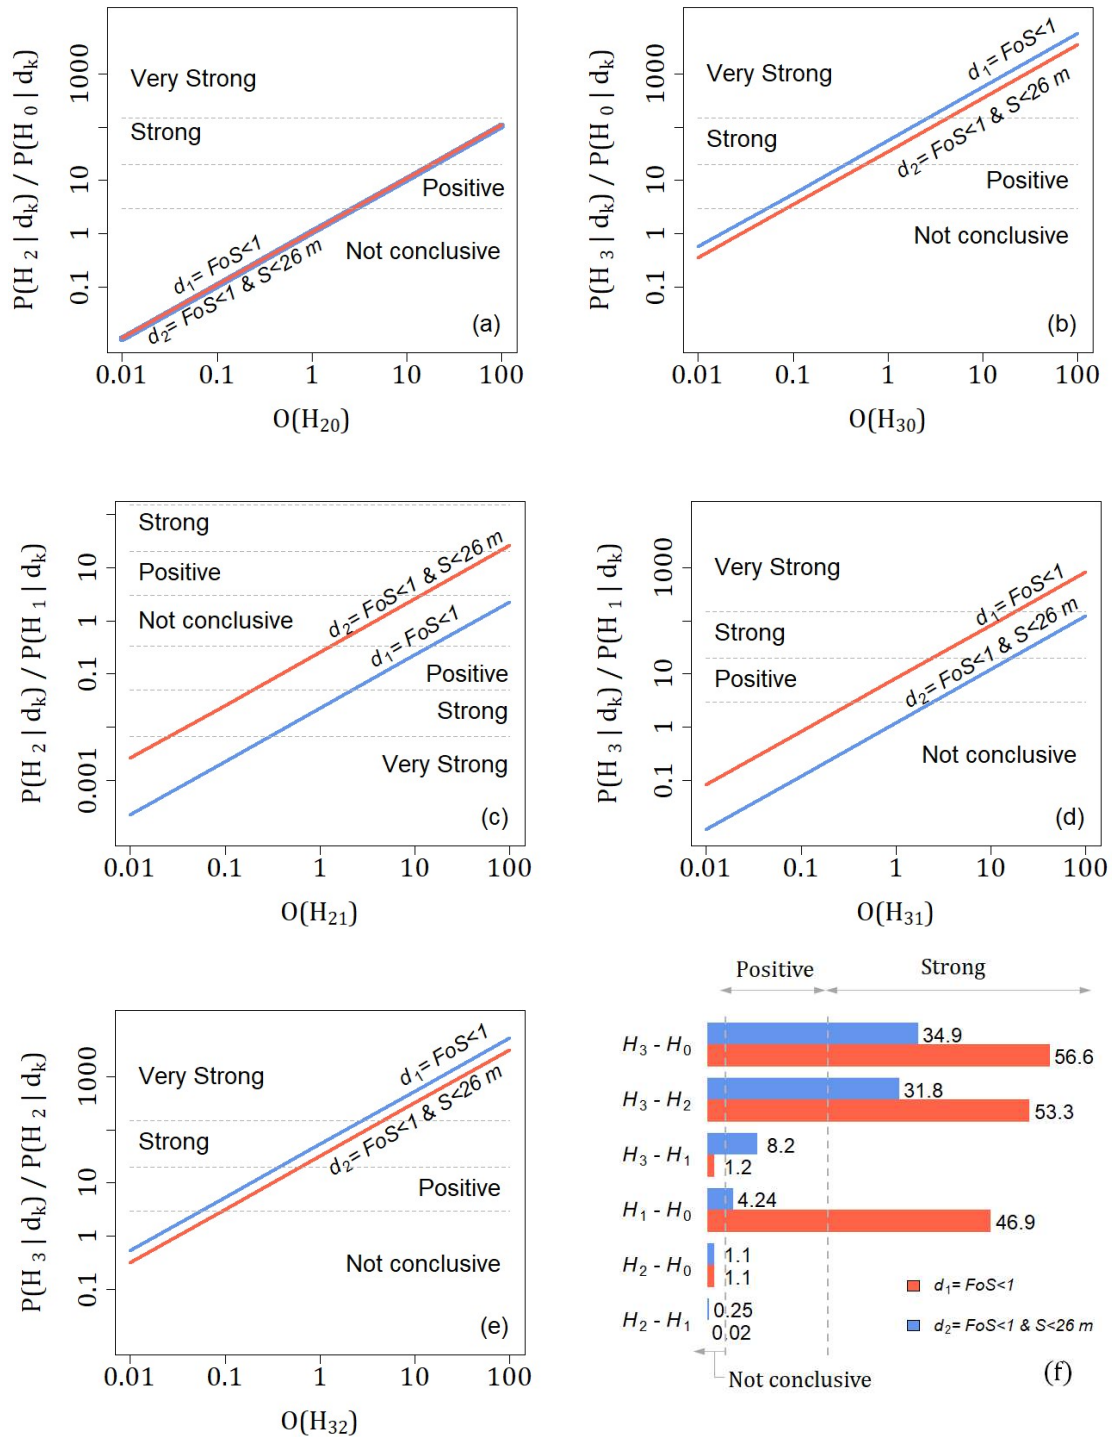 P(H 2 | dk) / P(H 0 | dk)
1000
10
1
0.1
Very Strong
Strong
Positive
Not conclusive
d1= FoS<1
d2= FoS<1 & S<26 m
(a)
0.01 0.1 1 10 100
O(H20)
P(H 3 | dk) / P(H 0 | dk)
1000
10
1
0.1
Very Strong
Strong
Positive
Not conclusive
d1= FoS<1
d2= FoS<1 & S<26 m
(b)
0.01 0.1 1 10 100
O(H30)
P(H 2 | dk) / P(H 1 | dk)
10
1
0.1
0.001
Strong
Positive
Not conclusive
d2= FoS<1 & S<26 m
d1= FoS<1
Positive
Strong
Very Strong
(c)
0.01 0.1 1 10 100
O(H21)
P(H 3 | dk) / P(H 1 | dk)
1000
10
1
0.1
Very Strong
Strong
Positive
Not conclusive
d1= FoS<1
d2= FoS<1 & S<26 m
(d)
0.01 0.1 1 10 100
O(H31)
P(H 3 | dk) / P(H 2 | dk)
1000
10
1
0.1
Very Strong
Strong
Positive
Not conclusive
d1= FoS<1
d2= FoS<1 & S<26 m
(e)
0.01 0.1 1 10 100
O(H32)
Positive Strong
H3 - H0 34.9
56.6
H3 - H2 31.8
53.3
H3 - H1 8.2
1.2
H1 - H0 4.24
46.9
H2 - H0 1.1
1.1
H2 - H1 0.25
0.02
d1= FoS<1
d2= FoS<1 & S<26 m
Not conclusive
(f)